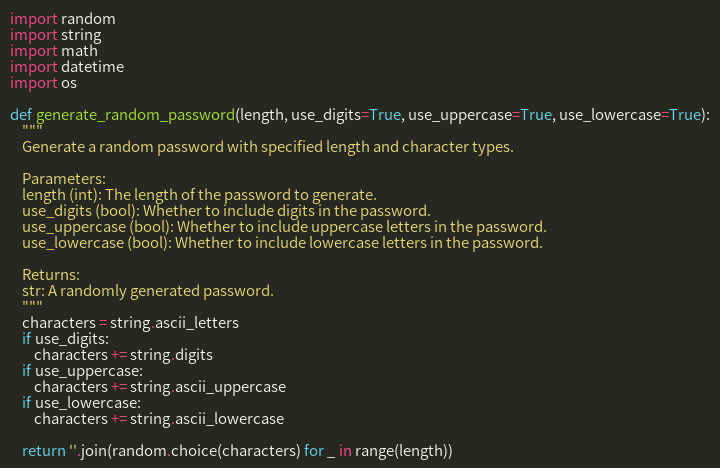 import random
import string
import math
import datetime
import os
def generate_random_password(length, use_digits=True, use_uppercase=True, use_lowercase=True):
"""
Generate a random password with specified length and character types.
Parameters:
length (int): The length of the password to generate.
use_digits (bool): Whether to include digits in the password.
use_uppercase (bool): Whether to include uppercase letters in the password.
use_lowercase (bool): Whether to include lowercase letters in the password.
Returns:
str: A randomly generated password.
"""
characters = string.ascii_letters
if use_digits:
characters += string.digits
if use_uppercase:
characters += string.ascii_uppercase
if use_lowercase:
characters += string.ascii_lowercase
return ''.join(random.choice(characters) for _ in range(length))